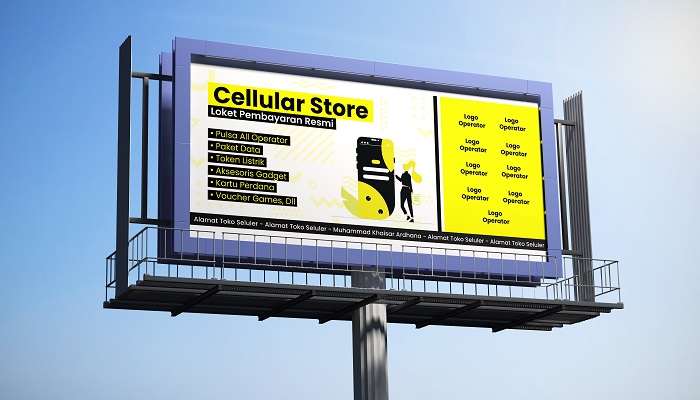 Cellular Store
Loket Pembayaran Resmi
• Pulsa All Operator
• Paket Data
• Token Listrik
• Aksesoris Gadget
• Kartu Perdana
• Voucher Games, Dll
Logo Operator
Logo Operator
Logo Operator
Logo Operator
Logo Operator
Logo Operator
Logo Operator
Logo Operator
Logo Operator
Alamat Toko Seluler - Alamat Toko Seluler - Muhammad Khaisar Ardhana - Alamat Toko Seluler - Alamat Toko Seluler